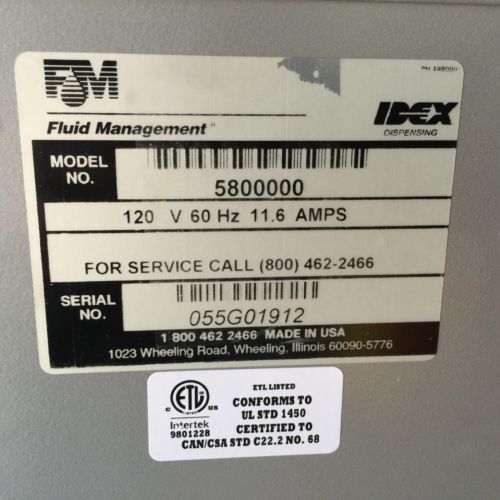 FM
Fluid Management
IDEX
DISPENSING
MODEL
NO.
5800000
120 V 60 Hz 11.6 AMPS
FOR SERVICE CALL (800) 462-2466
SERIAL
NO.
055G01912
1 800 462 2466 MADE IN USA
1023 Wheeling Road, Wheeling, Illinois 60090-5776
ETL LISTED
CONFORMS TO
UL STD 1450
CERTIFIED TO
CAN/CSA STD C22.2 NO. 68
C ETL US
Intertek
9801228